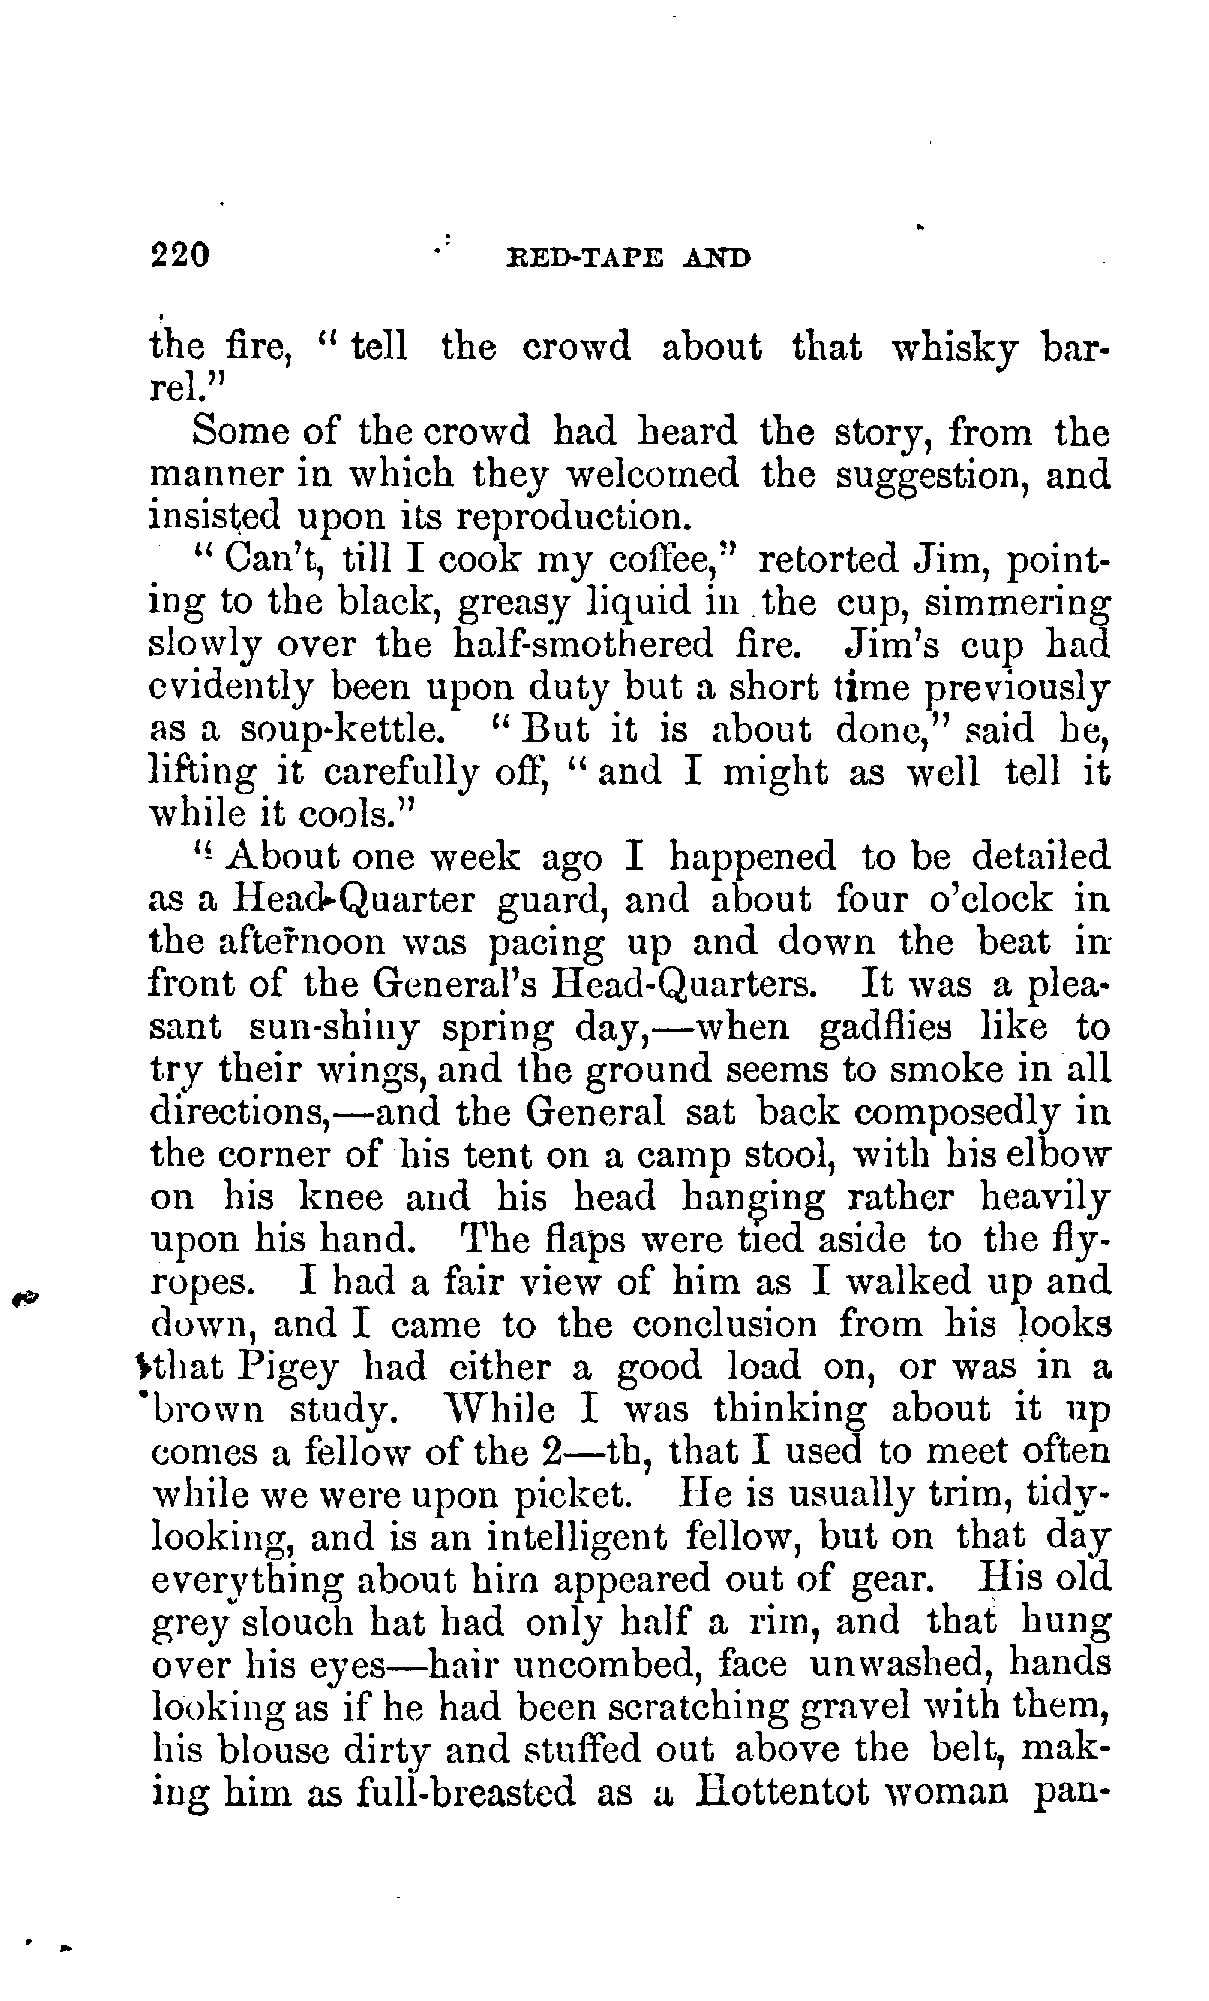 220 RED-TAPE AND
the fire, " tell the crowd about that whisky bar-
rel."
Some of the crowd had heard the story, from the
manner in which they welcomed the suggestion, and
insisted upon its reproduction.
" Can't, till I cook my coffee," retorted Jim, point-
ing to the black, greasy liquid in the cup, simmering
slowly over the half-smothered fire. Jim's cup had
evidently been upon duty but a short time previously
as a soup-kettle. " But it is about done," said he,
lifting it carefully off, " and I might as well tell it
while it cools."
" About one week ago I happened to be detailed
as a Head-Quarter guard, and about four o'clock in
the afternoon was pacing up and down the beat in
front of the General's Head-Quarters. It was a plea-
sant sun-shiny spring day,—when gadflies like to
try their wings, and the ground seems to smoke in all
directions,—and the General sat back composedly in
the corner of his tent on a camp stool, with his elbow
on his knee and his head hanging rather heavily
upon his hand. The flaps were tied aside to the fly-
ropes. I had a fair view of him as I walked up and
down, and I came to the conclusion from his looks
that Pigey had either a good load on, or was in a
brown study. While I was thinking about it up
comes a fellow of the 2—th, that I used to meet often
while we were upon picket. He is usually trim, tidy-
looking, and is an intelligent fellow, but on that day
everything about him appeared out of gear. His old
grey slouch hat had only half a rim, and that hung
over his eyes—hair uncombed, face unwashed, hands
looking as if he had been scratching gravel with them,
his blouse dirty and stuffed out above the belt, mak-
ing him as full-breasted as a Hottentot woman pan-